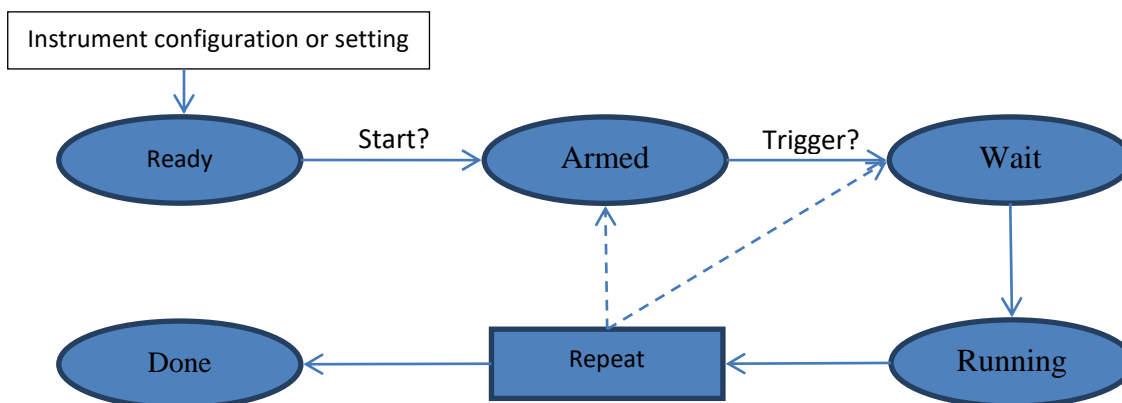 Instrument configuration or setting
Ready
Start?
Armed
Trigger?
Wait
Done
Repeat
Running